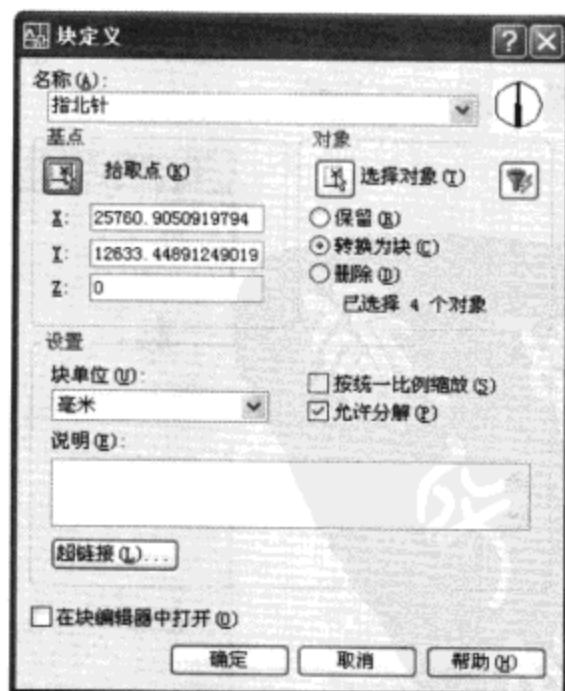 块定义
名称(A):
指北针
基点
拾取点(K)
X: 25760.9050919794
Y: 12633.44891249019
Z: 0
对象
选择对象(T)
保留(R)
转换为块(C)
删除(D)
已选择 4 个对象
设置
块单位(U):
毫米
按统一比例缩放(S)
允许分解(P)
说明(E):
超链接(L)...
在块编辑器中打开(O)
确定
取消
帮助(H)